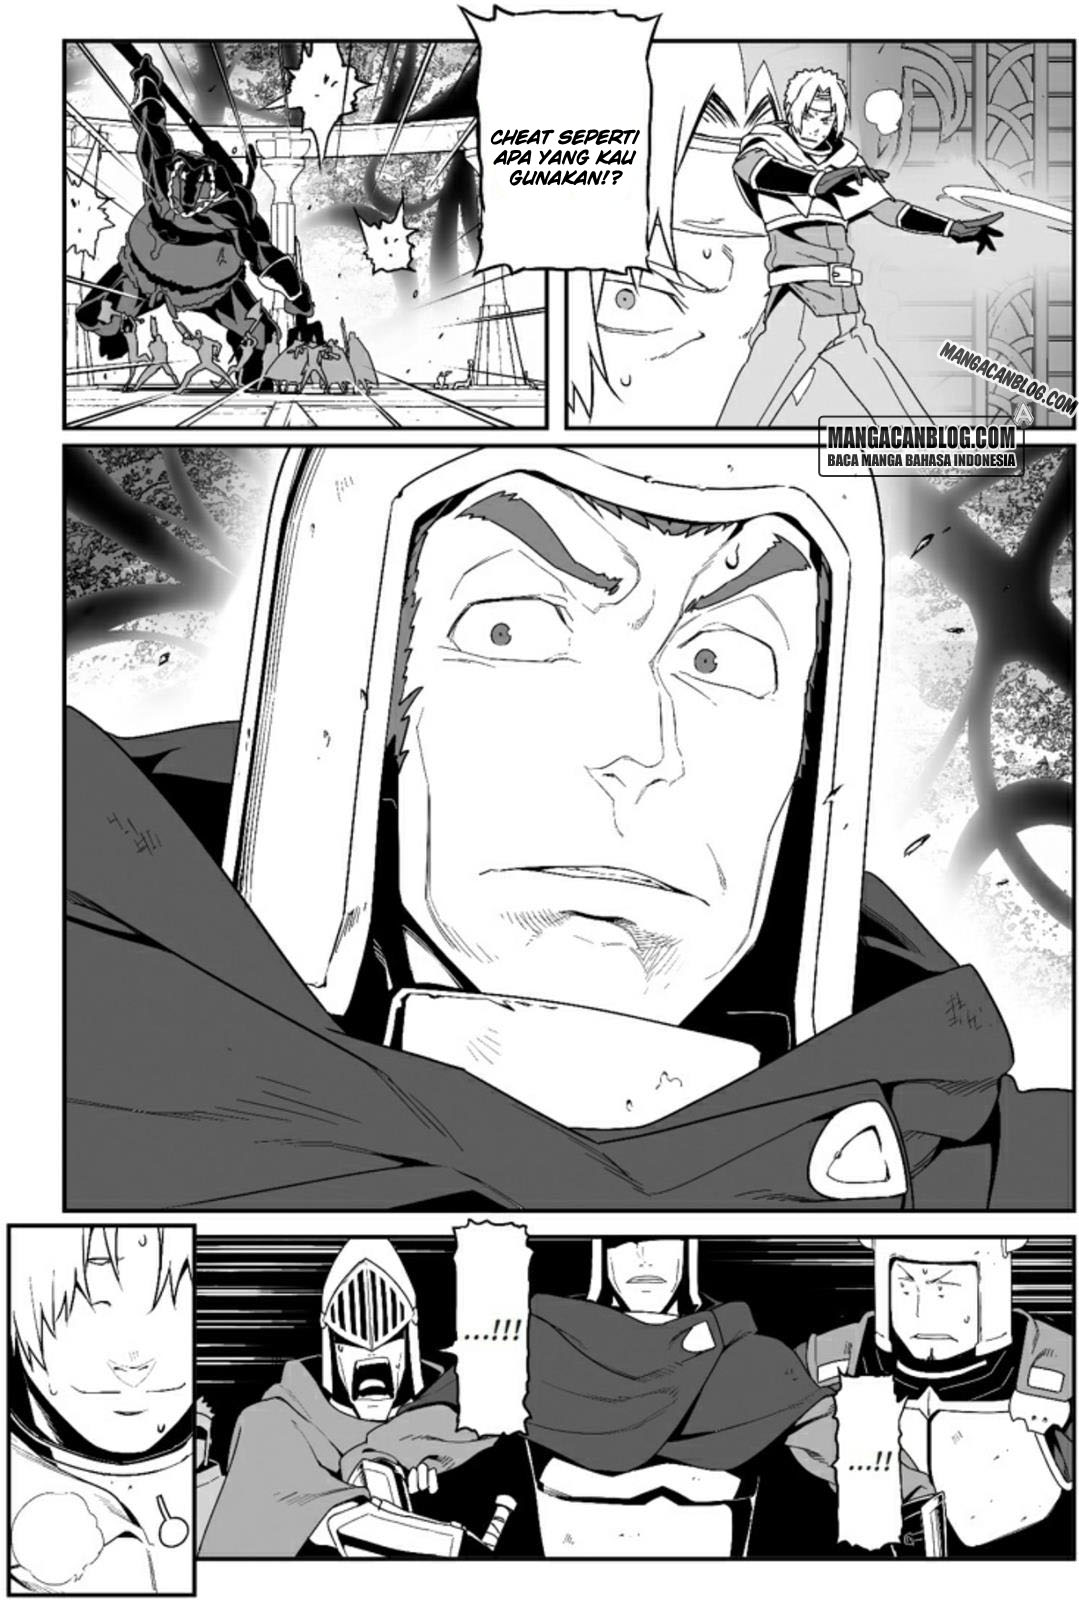 CHEAT SEPERTI
APA YANG KAU
GUNAKAN!?
MANGACANBLOG.COM
MANGACANBLOG.COM
BACA MANGA BAHASA INDONESIA
...!!!
...!!